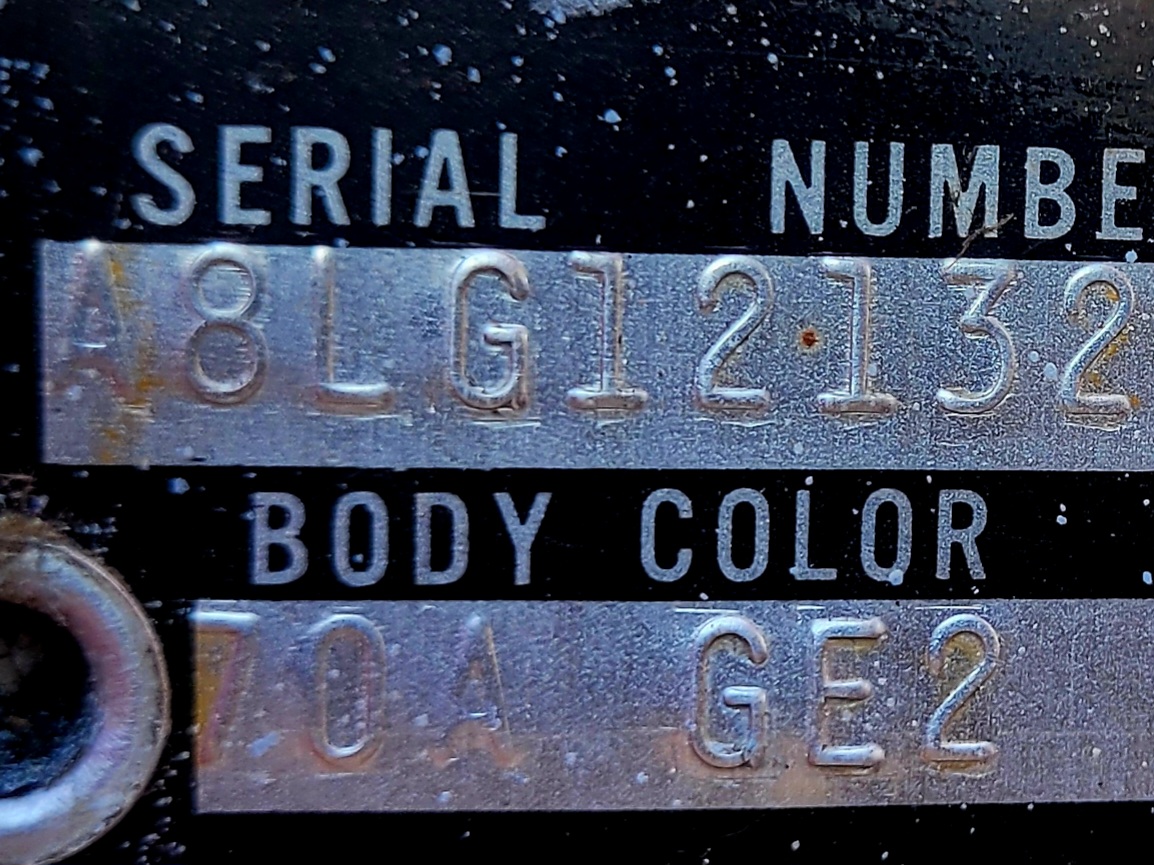 SERIAL NUMBE
A8LG12132
BODY COLOR
70A GE2